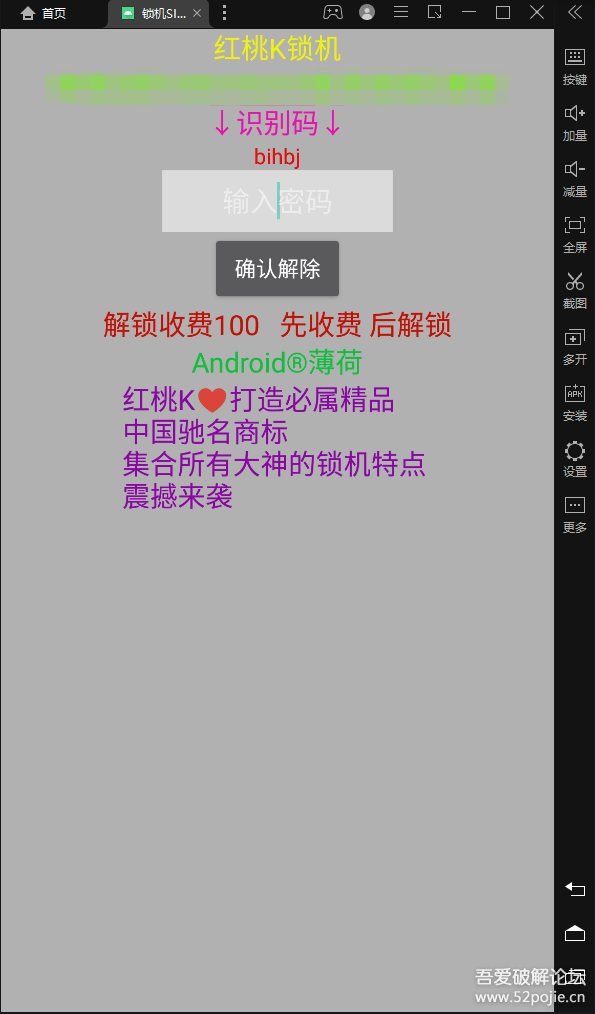 首页
锁机SI...
红桃K锁机
↓识别码↓
bihbj
输入密码
确认解除
解锁收费100 先收费 后解锁
Android®薄荷
红桃K❤打造必属精品
中国驰名商标
集合所有大神的锁机特点
震撼来袭
按键
加量
减量
全屏
截图
多开
APK
安装
设置
更多
吾爱破解论坛
www.52pojie.cn